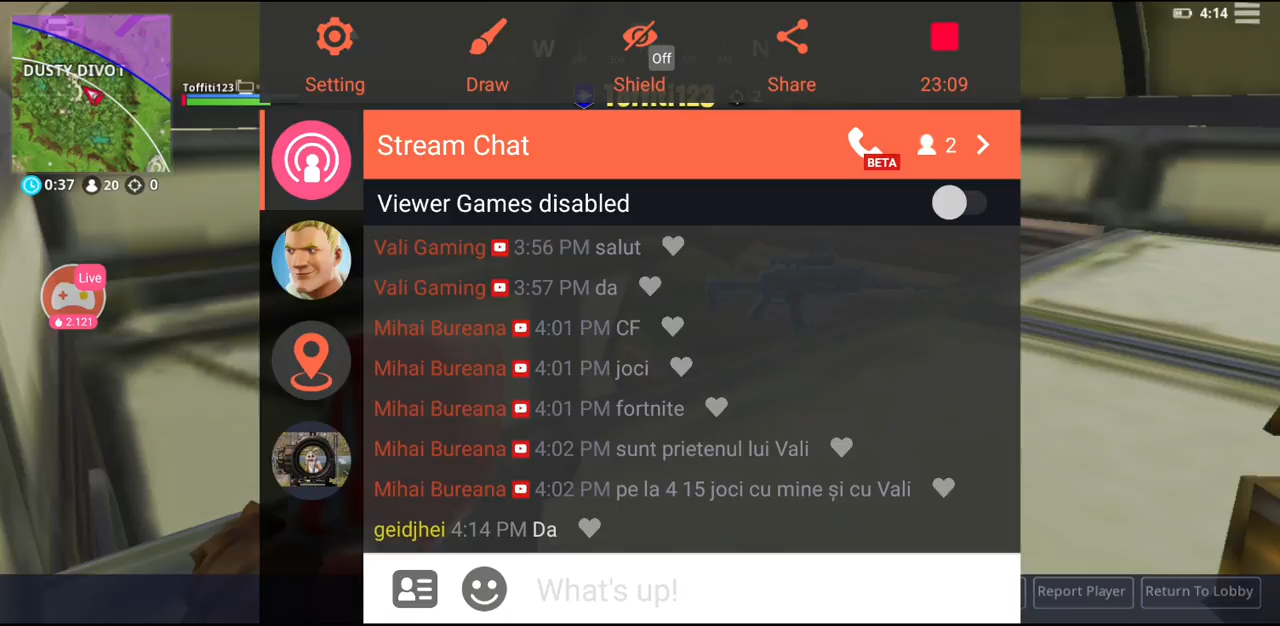 4:14
DUSTY DIVOT
Toffiti123
0:37 20 0
Live
2.121
Setting
Draw
Off
Shield
Share
23:09
W
N
Toffiti123
2
Stream Chat
BETA
2
Viewer Games disabled
Vali Gaming 3:56 PM salut
Vali Gaming 3:57 PM da
Mihai Bureana 4:01 PM CF
Mihai Bureana 4:01 PM joci
Mihai Bureana 4:01 PM fortnite
Mihai Bureana 4:02 PM sunt prietenul lui Vali
Mihai Bureana 4:02 PM pe la 4 15 joci cu mine și cu Vali
geidjhei 4:14 PM Da
What's up!
Report Player
Return To Lobby